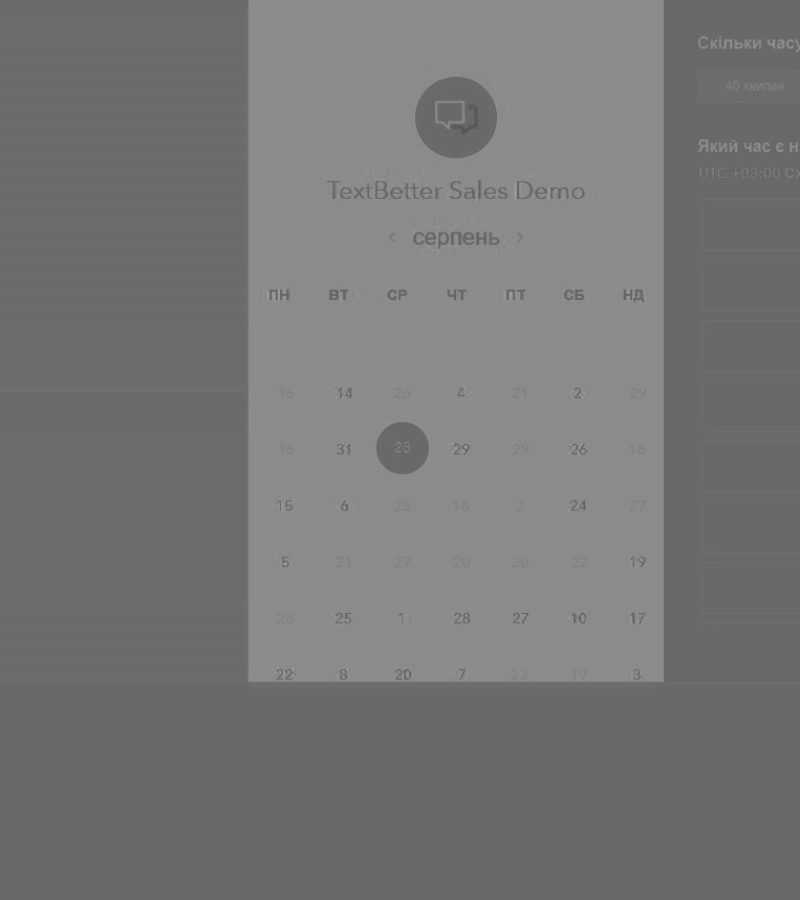 TextBetter Sales Demo
‹ серпень ›
ПН ВТ СР ЧТ ПТ СБ НД
15 14 26 4 21 2 29
15 31 28 29 29 26 16
15 6 25 16 2 24 27
5 21 27 20 20 22 19
28 25 1 28 27 10 17
22 8 20 7 23 19 3
Скільки часу
40 хвилин
Який час є н
UTC +03:00 Сх